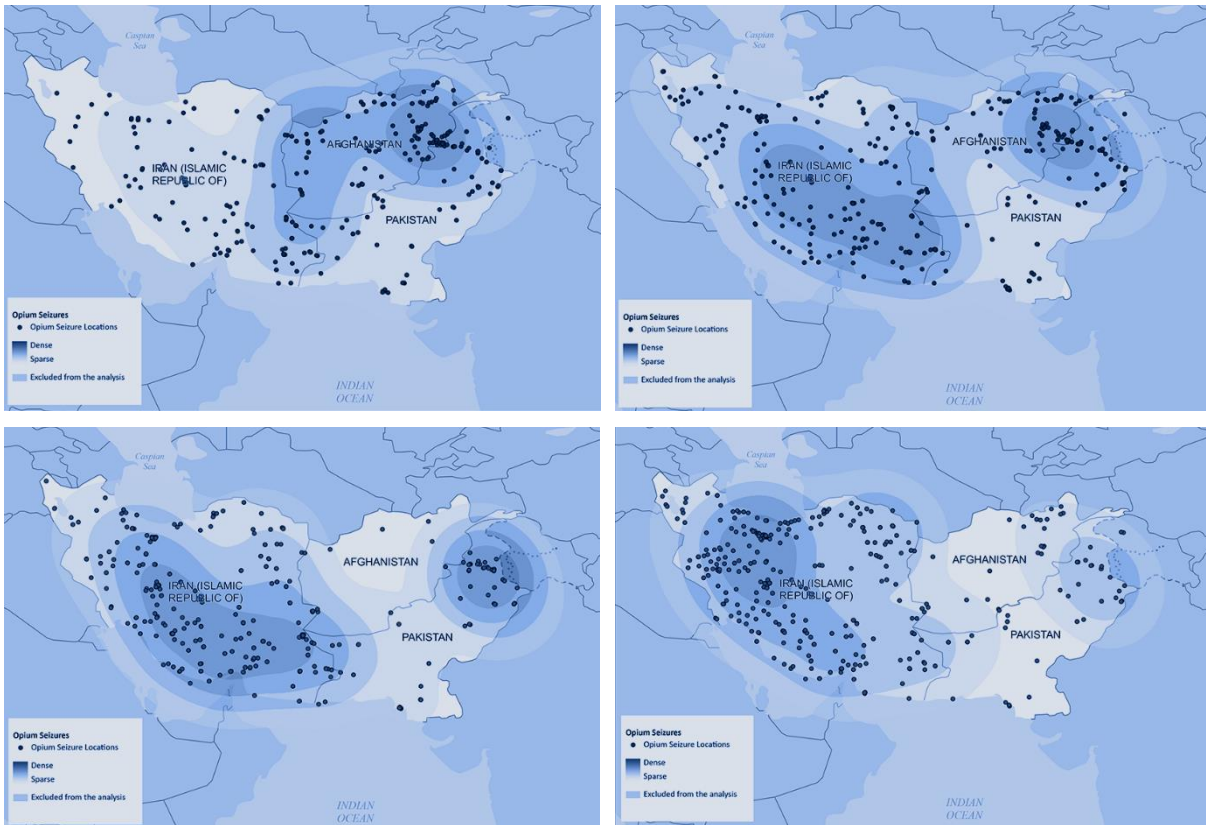 Caspian
Sea
IRAN (ISLAMIC
REPUBLIC OF)
AFGHANISTAN
PAKISTAN
Opium Seizures
Opium Seizure Locations
Dense
Sparse
Excluded from the analysis
INDIAN
OCEAN
Caspian
Sea
IRAN (ISLAMIC
REPUBLIC OF)
AFGHANISTAN
PAKISTAN
Opium Seizures
Opium Seizure Locations
Dense
Sparse
Excluded from the analysis
INDIAN
OCEAN
Caspian
Sea
IRAN (ISLAMIC
REPUBLIC OF)
AFGHANISTAN
PAKISTAN
Opium Seizures
Opium Seizure Locations
Dense
Sparse
Excluded from the analysis
INDIAN
OCEAN
Caspian
Sea
IRAN (ISLAMIC
REPUBLIC OF)
AFGHANISTAN
PAKISTAN
Opium Seizures
Opium Seizure Locations
Dense
Sparse
Excluded from the analysis
INDIAN
OCEAN